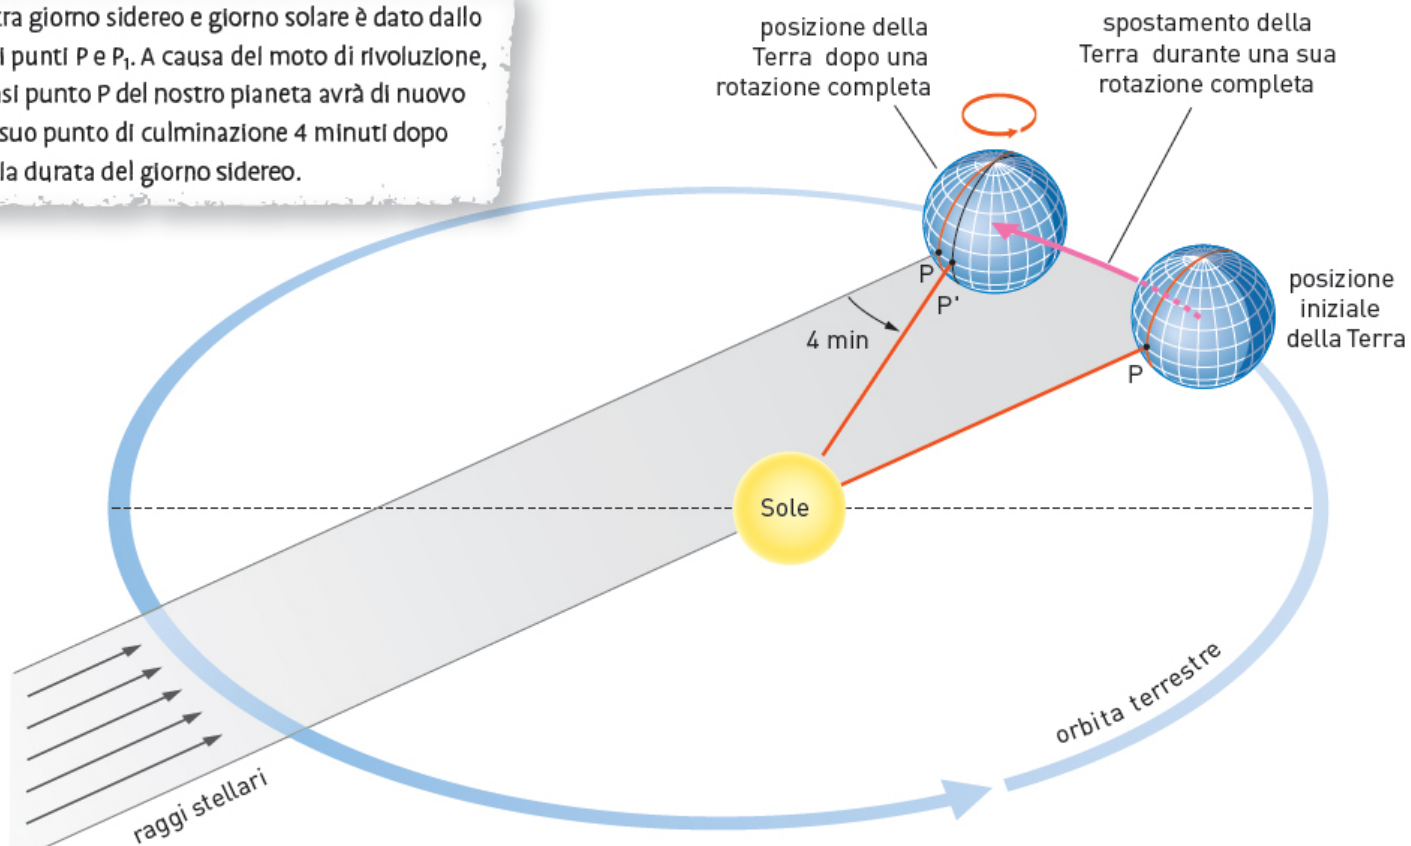 tra giorno sidereo e giorno solare è dato dallo
i punti P e P₁. A causa del moto di rivoluzione,
asi punto P del nostro pianeta avrà di nuovo
suo punto di culminazione 4 minuti dopo
la durata del giorno sidereo.
posizione della
Terra dopo una
rotazione completa
spostamento della
Terra durante una sua
rotazione completa
posizione
iniziale
della Terra
P
P'
4 min
P
Sole
orbita terrestre
raggi stellari